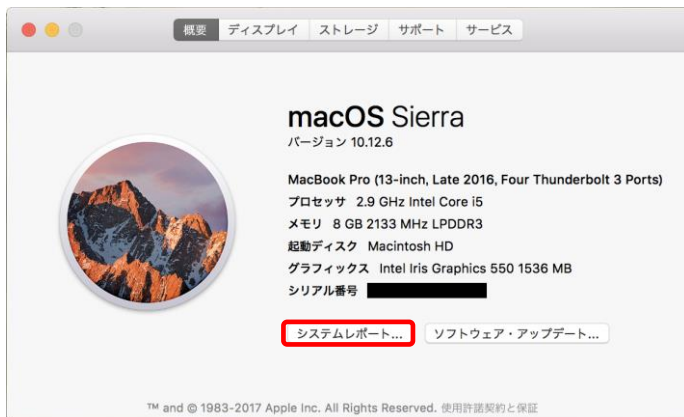 概要 ディスプレイ ストレージ サポート サービス
macOS Sierra
バージョン 10.12.6
MacBook Pro (13-inch, Late 2016, Four Thunderbolt 3 Ports)
プロセッサ 2.9 GHz Intel Core i5
メモリ 8 GB 2133 MHz LPDDR3
起動ディスク Macintosh HD
グラフィックス Intel Iris Graphics 550 1536 MB
シリアル番号
システムレポート... ソフトウェア・アップデート...
™ and © 1983-2017 Apple Inc. All Rights Reserved. 使用許諾契約と保証